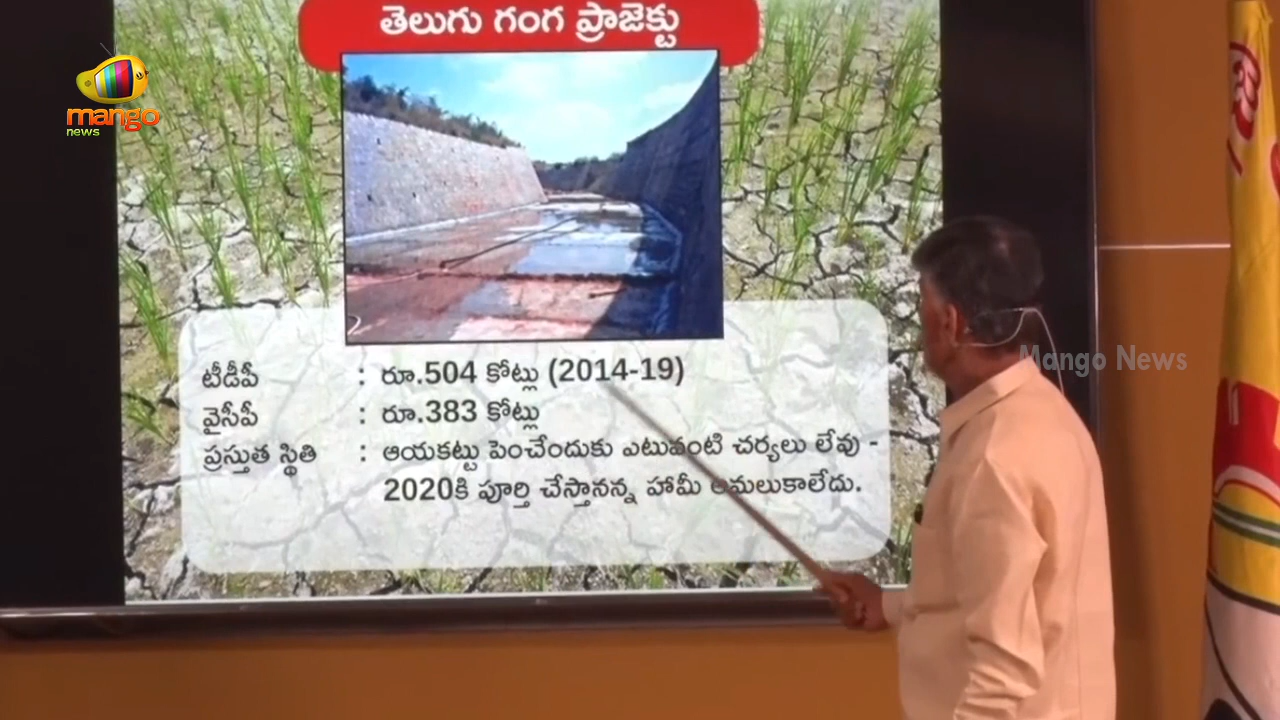 తెలుగు గంగ ప్రాజెక్టు
mango
news
టీడీపీ : రూ.504 కోట్లు (2014-19)
Mango News
వైసీపీ : రూ.383 కోట్లు
ప్రస్తుత స్థితి : ఆయకట్టు పెంచేందుకు ఎటువంటి చర్యలు లేవు -
2020కి పూర్తి చేస్తానన్న హామీ అమలుకాలేదు.